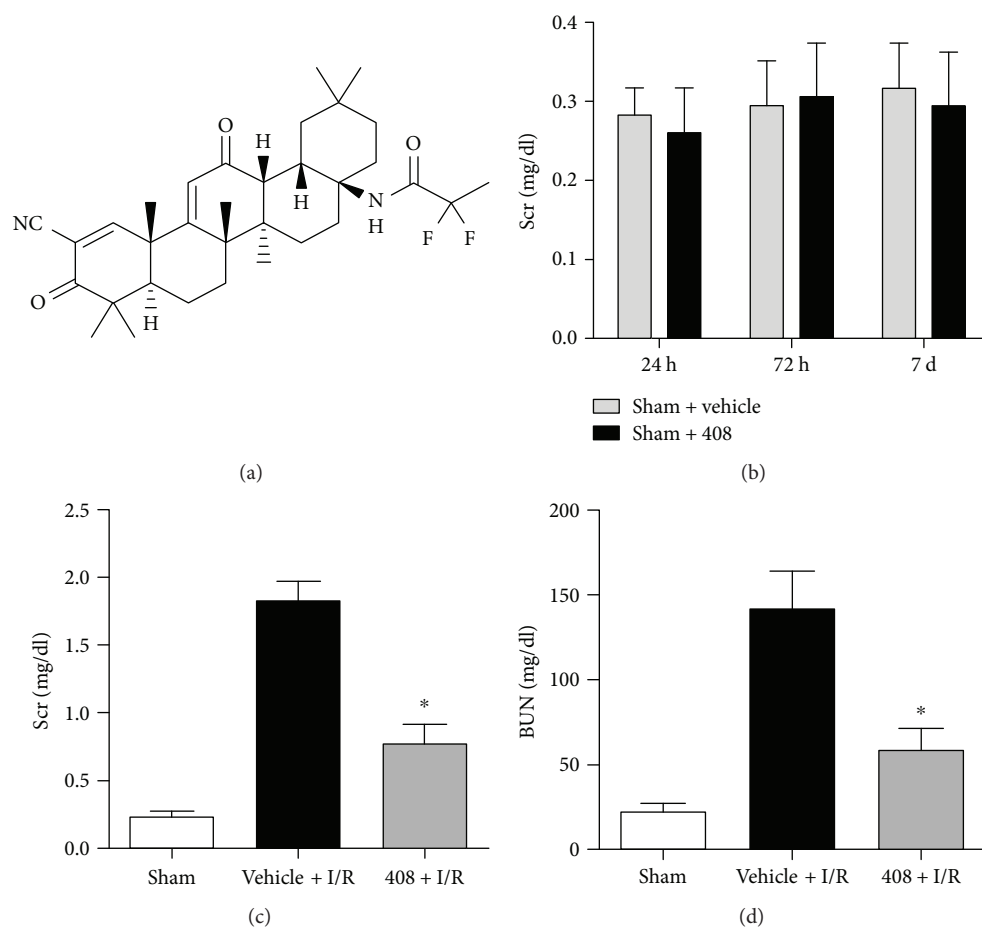 O
H
O
NC
H
N
H
F
F
O
H
(a)
0.4
0.3
0.2
0.1
0.0
Scr (mg/dl)
24 h
72 h
7 d
Sham + vehicle
Sham + 408
(b)
2.5
2.0
1.5
1.0
0.5
0.0
Scr (mg/dl)
*
Sham
Vehicle + I/R
408 + I/R
(c)
200
150
100
50
0
BUN (mg/dl)
*
Sham
Vehicle + I/R
408 + I/R
(d)